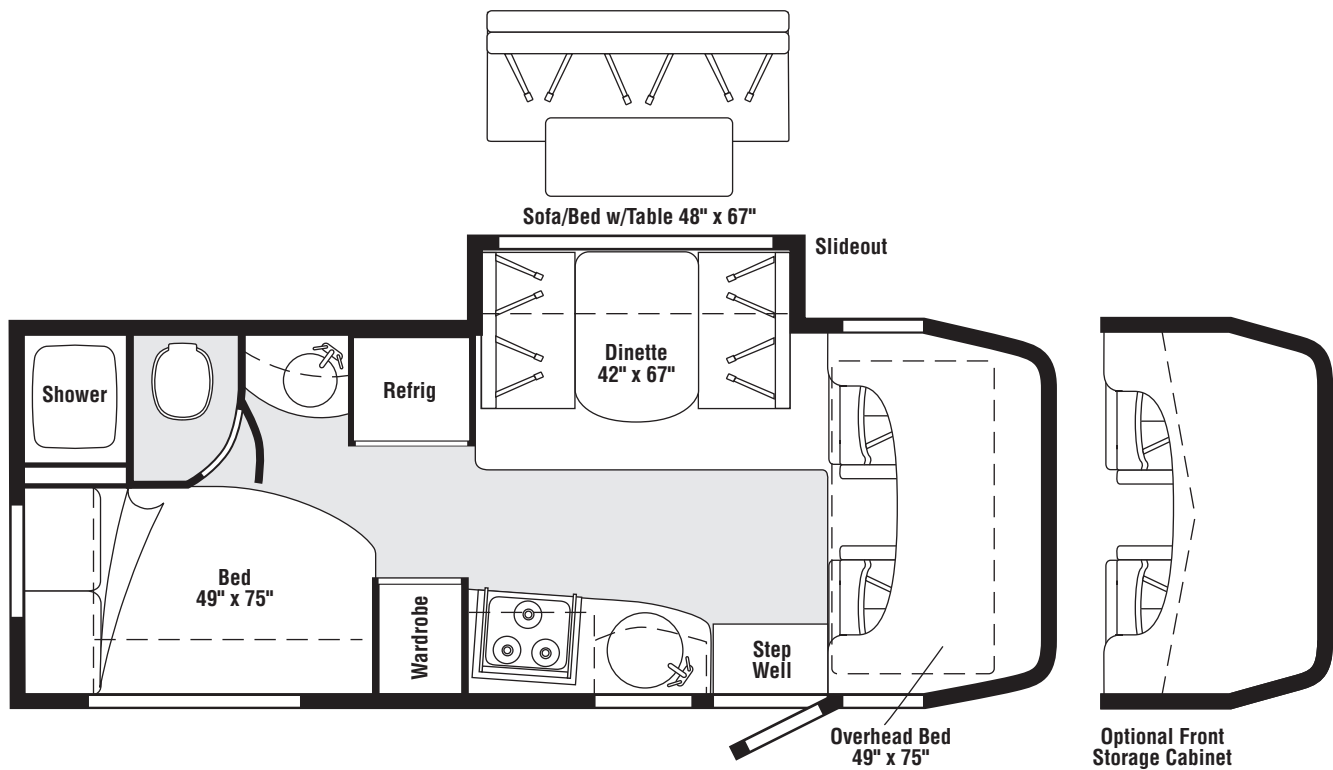 Sofa/Bed w/Table 48" x 67"
Slideout
Shower
Refrig
Dinette
42" x 67"
Bed
49" x 75"
Wardrobe
Step
Well
Overhead Bed
49" x 75"
Optional Front
Storage Cabinet